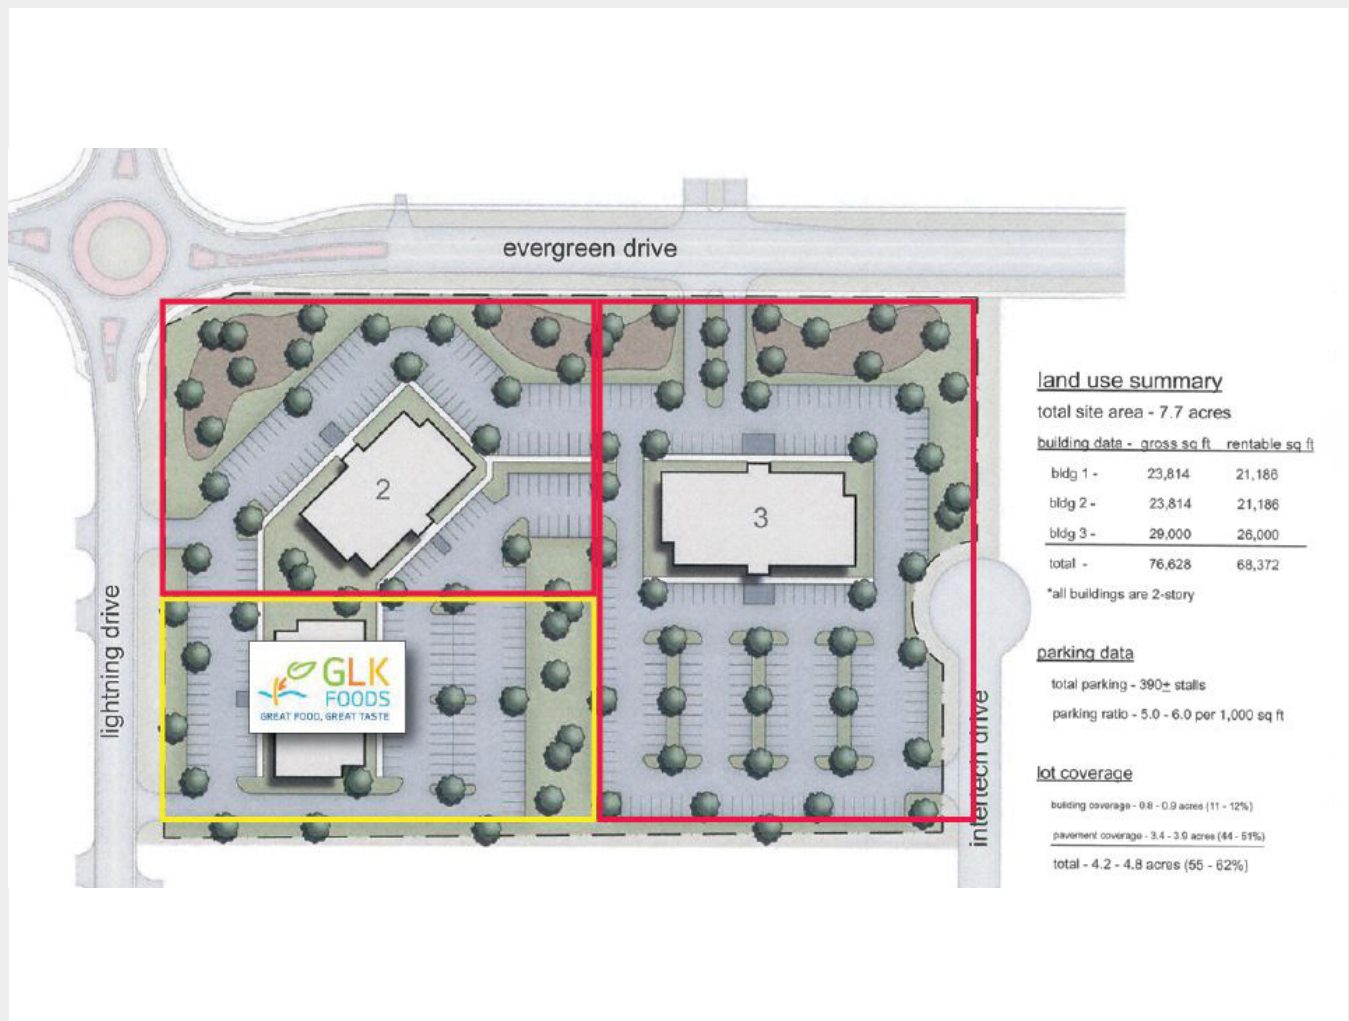 evergreen drive
lightning drive
intertech drive
2
3
GLK
FOODS
GREAT FOOD, GREAT TASTE
land use summary
total site area - 7.7 acres
building data - gross sq ft rentable sq ft
bldg 1 - 23,814 21,186
bldg 2 - 23,814 21,186
bldg 3 - 29,000 26,000
total - 76,628 68,372
*all buildings are 2-story
parking data
total parking - 390± stalls
parking ratio - 5.0 - 6.0 per 1,000 sq ft
lot coverage
building coverage - 0.8 - 0.9 acres (11 - 12%)
pavement coverage - 3.4 - 3.9 acres (44 - 51%)
total - 4.2 - 4.8 acres (55 - 62%)